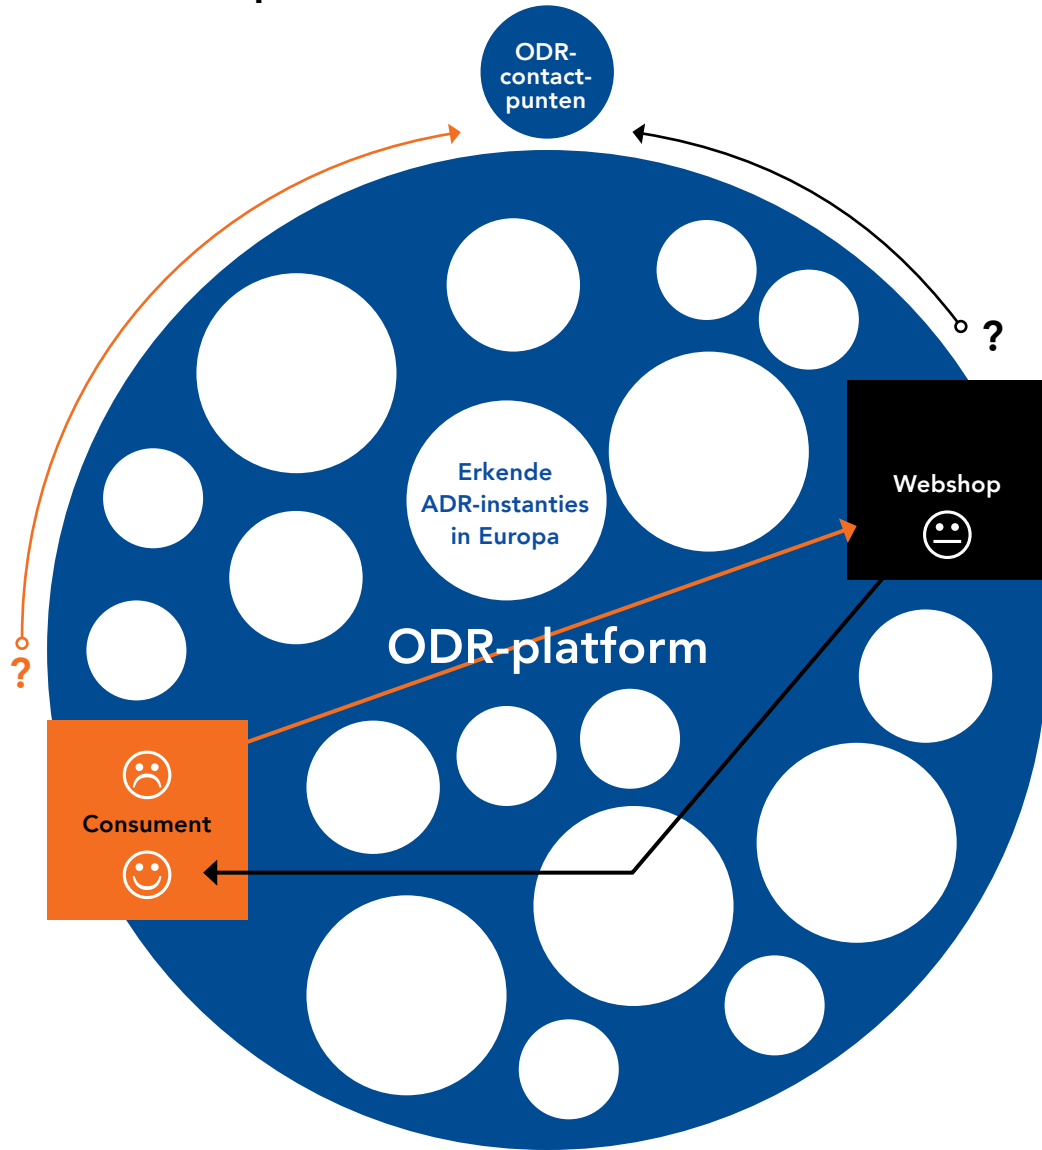 ODR-
contact-
punten
?
Erkende
ADR-instanties
in Europa
Webshop
ODR-platform
?
Consument